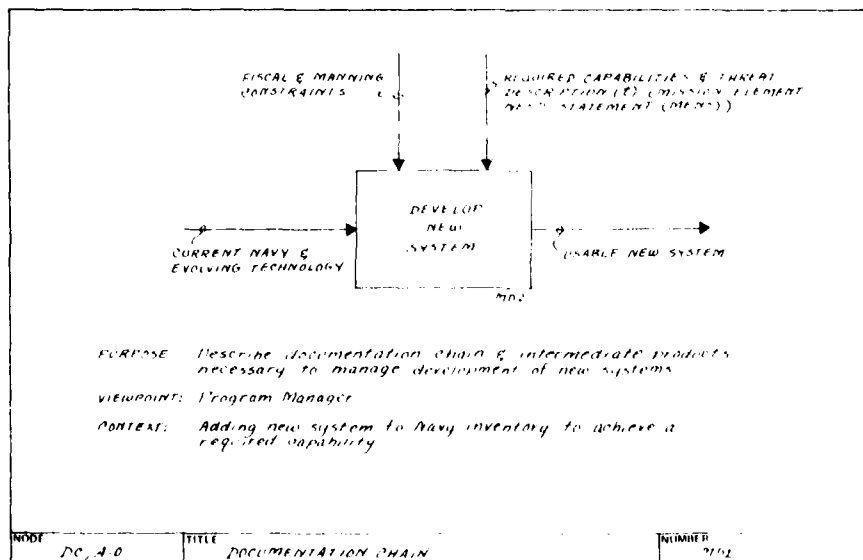 FISCAL & MANNING
CONSTRAINTS
REQUIRED CAPABILITIES & THREAT
DESCRIPTION (MISSION ELEMENT
NEED STATEMENT (MENS))
DEVELOP
NEW
SYSTEM
CURRENT NAVY &
EVOLVING TECHNOLOGY
USABLE NEW SYSTEM
PURPOSE Describe documentation chain & intermediate products
necessary to manage development of new systems
VIEWPOINT: Program Manager
CONTEXT: Adding new system to Navy inventory to achieve a
required capability
NODE
TITLE
NUMBER
DC, A-0
DOCUMENTATION CHAIN